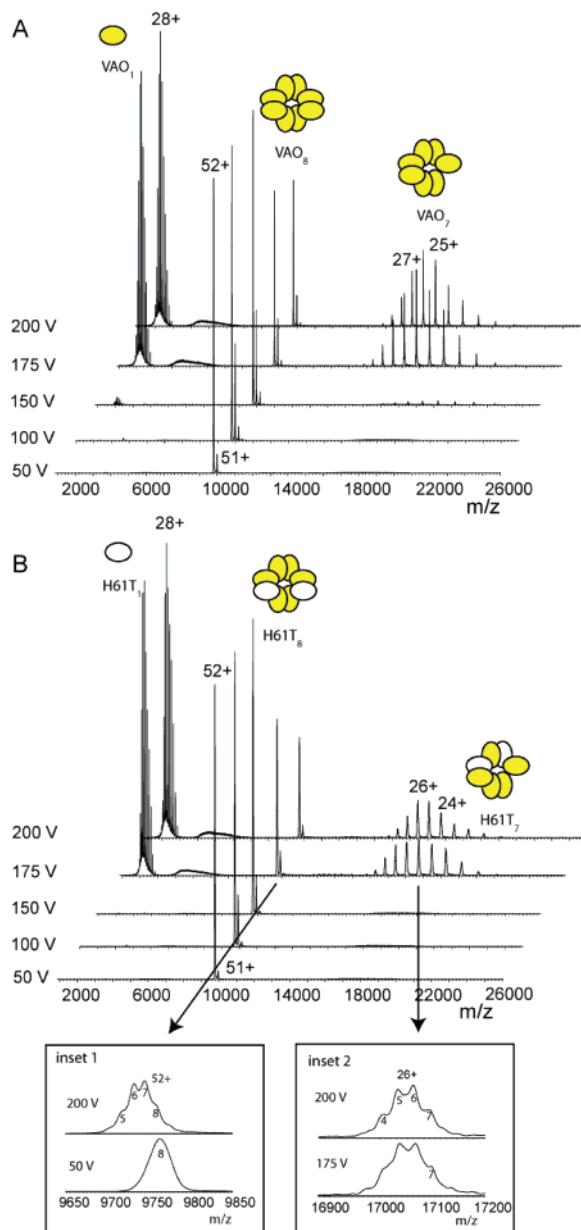 A
28+
VAO₁
VAO₈
VAO₇
52+
27+ 25+
200 V
175 V
150 V
100 V
50 V
51+
2000 6000 10000 14000 18000 22000 26000
m/z
B
28+
H61T₁
H61T₈
52+
H61T₇
26+
24+
200 V
175 V
150 V
100 V
50 V
51+
2000 6000 10000 14000 18000 22000 26000
m/z
inset 1
52+
200 V
5 6 7 8
50 V
8
9650 9700 9750 9800 9850
m/z
inset 2
26+
200 V
4 5 6 7
175 V
7
16900 17000 17100 17200
m/z